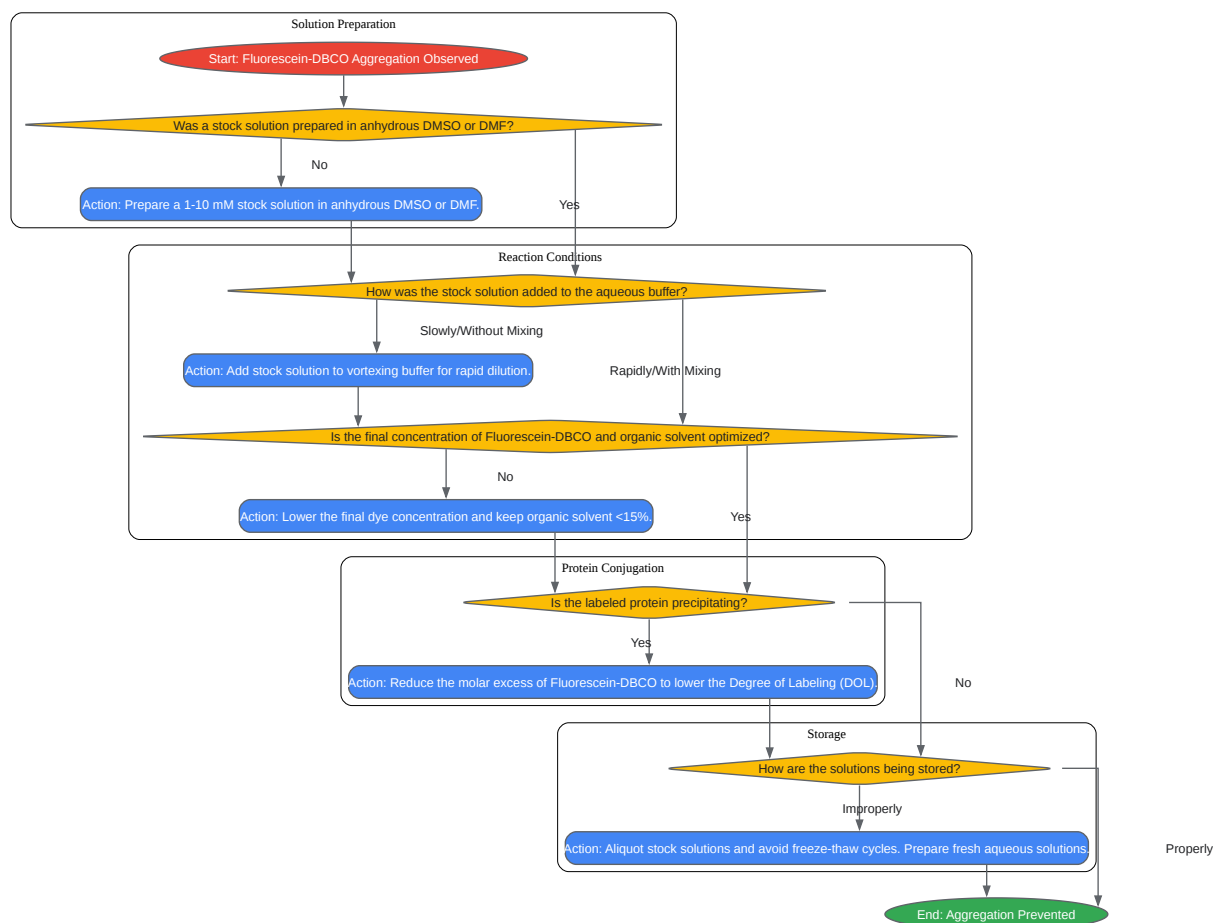 Solution Preparation
Start: Fluorescein-DBCO Aggregation Observed
Was a stock solution prepared in anhydrous DMSO or DMF?
No
Action: Prepare a 1-10 mM stock solution in anhydrous DMSO or DMF.
Yes
Reaction Conditions
How was the stock solution added to the aqueous buffer?
Slowly/Without Mixing
Action: Add stock solution to vortexing buffer for rapid dilution.
Rapidly/With Mixing
Is the final concentration of Fluorescein-DBCO and organic solvent optimized?
No
Action: Lower the final dye concentration and keep organic solvent <15%.
Yes
Protein Conjugation
Is the labeled protein precipitating?
Yes
Action: Reduce the molar excess of Fluorescein-DBCO to lower the Degree of Labeling (DOL).
No
Storage
How are the solutions being stored?
Improperly
Action: Aliquot stock solutions and avoid freeze-thaw cycles. Prepare fresh aqueous solutions.
Properly
End: Aggregation Prevented